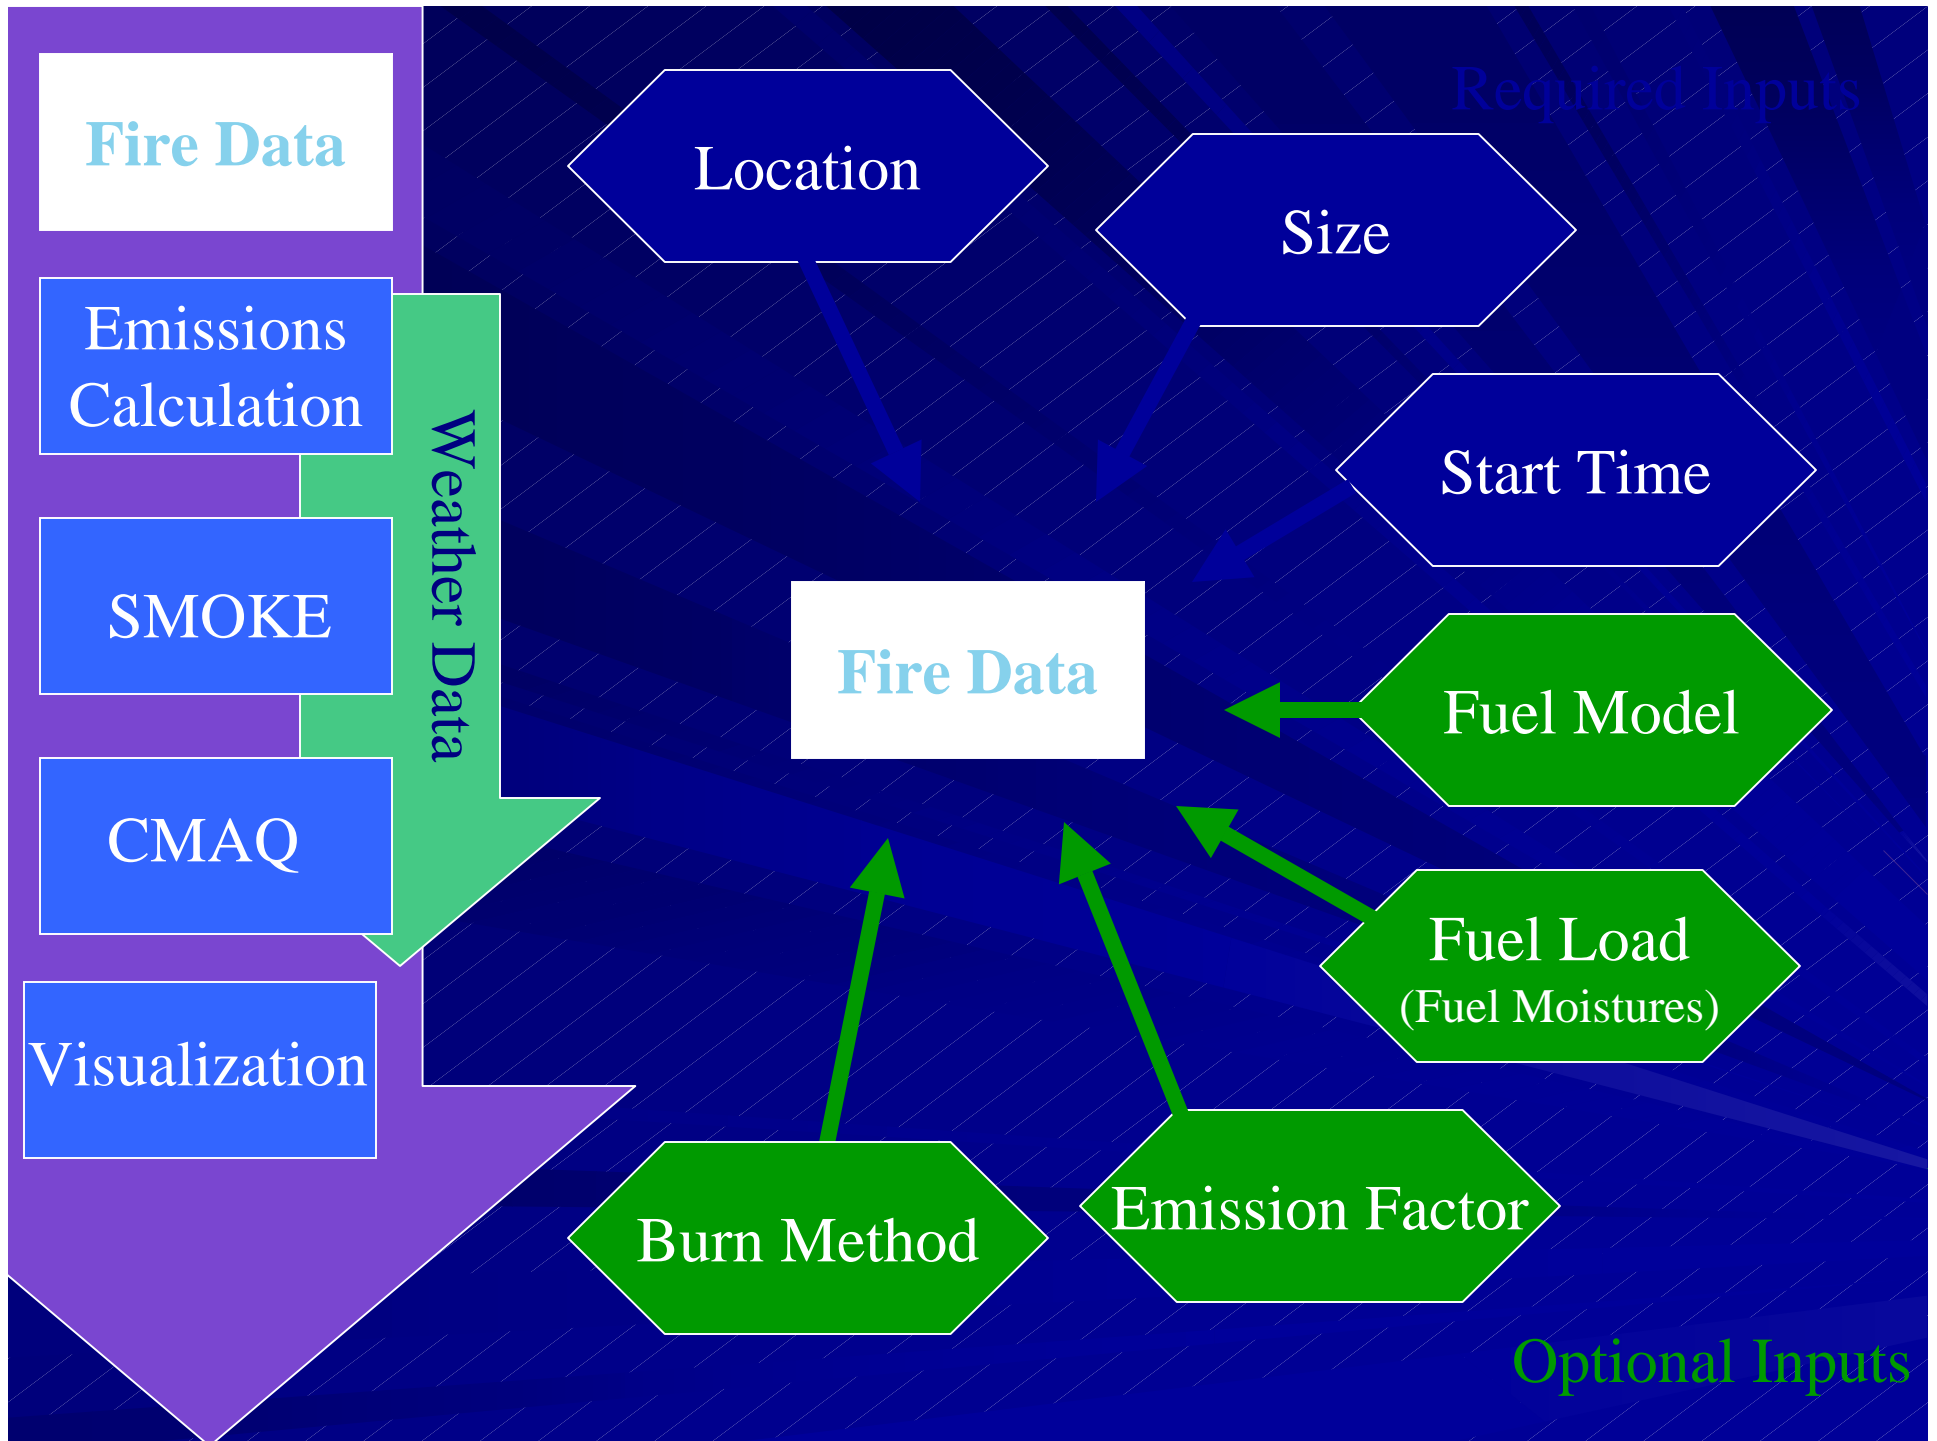 Fire Data
Emissions
Calculation
SMOKE
CMAQ
Visualization
Weather Data
Required Inputs
Location
Size
Start Time
Fire Data
Fuel Model
Fuel Load
(Fuel Moistures)
Emission Factor
Burn Method
Optional Inputs